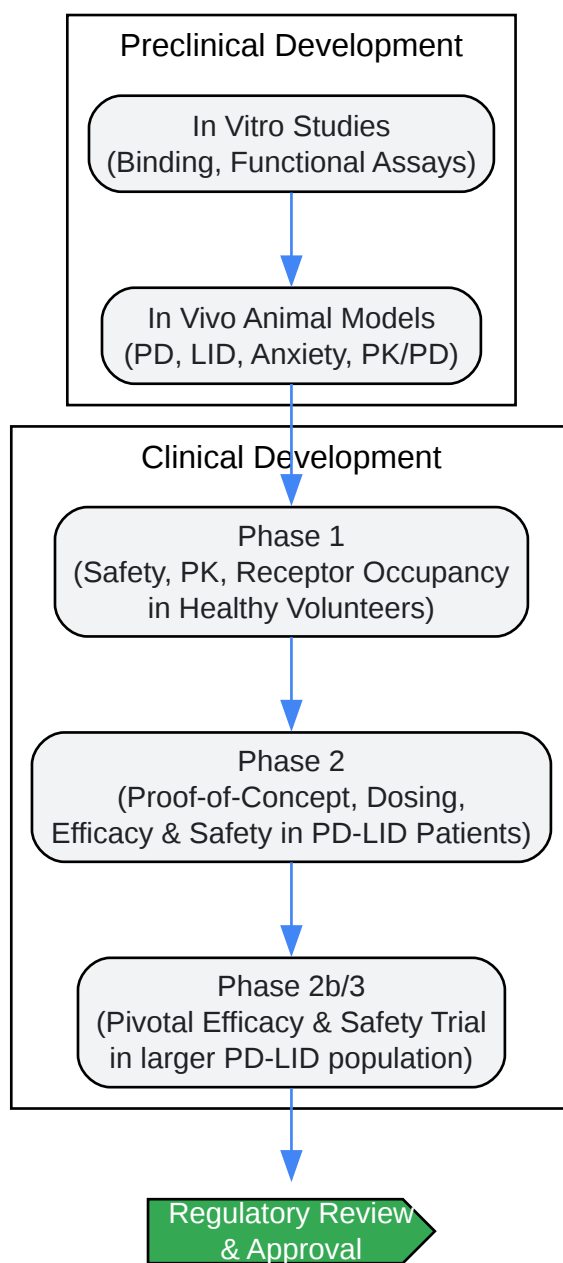 Preclinical Development
In Vitro Studies
(Binding, Functional Assays)
In Vivo Animal Models
(PD, LID, Anxiety, PK/PD)
Clinical Development
Phase 1
(Safety, PK, Receptor Occupancy
in Healthy Volunteers)
Phase 2
(Proof-of-Concept, Dosing,
Efficacy & Safety in PD-LID Patients)
Phase 2b/3
(Pivotal Efficacy & Safety Trial
in larger PD-LID population)
Regulatory Review
& Approval